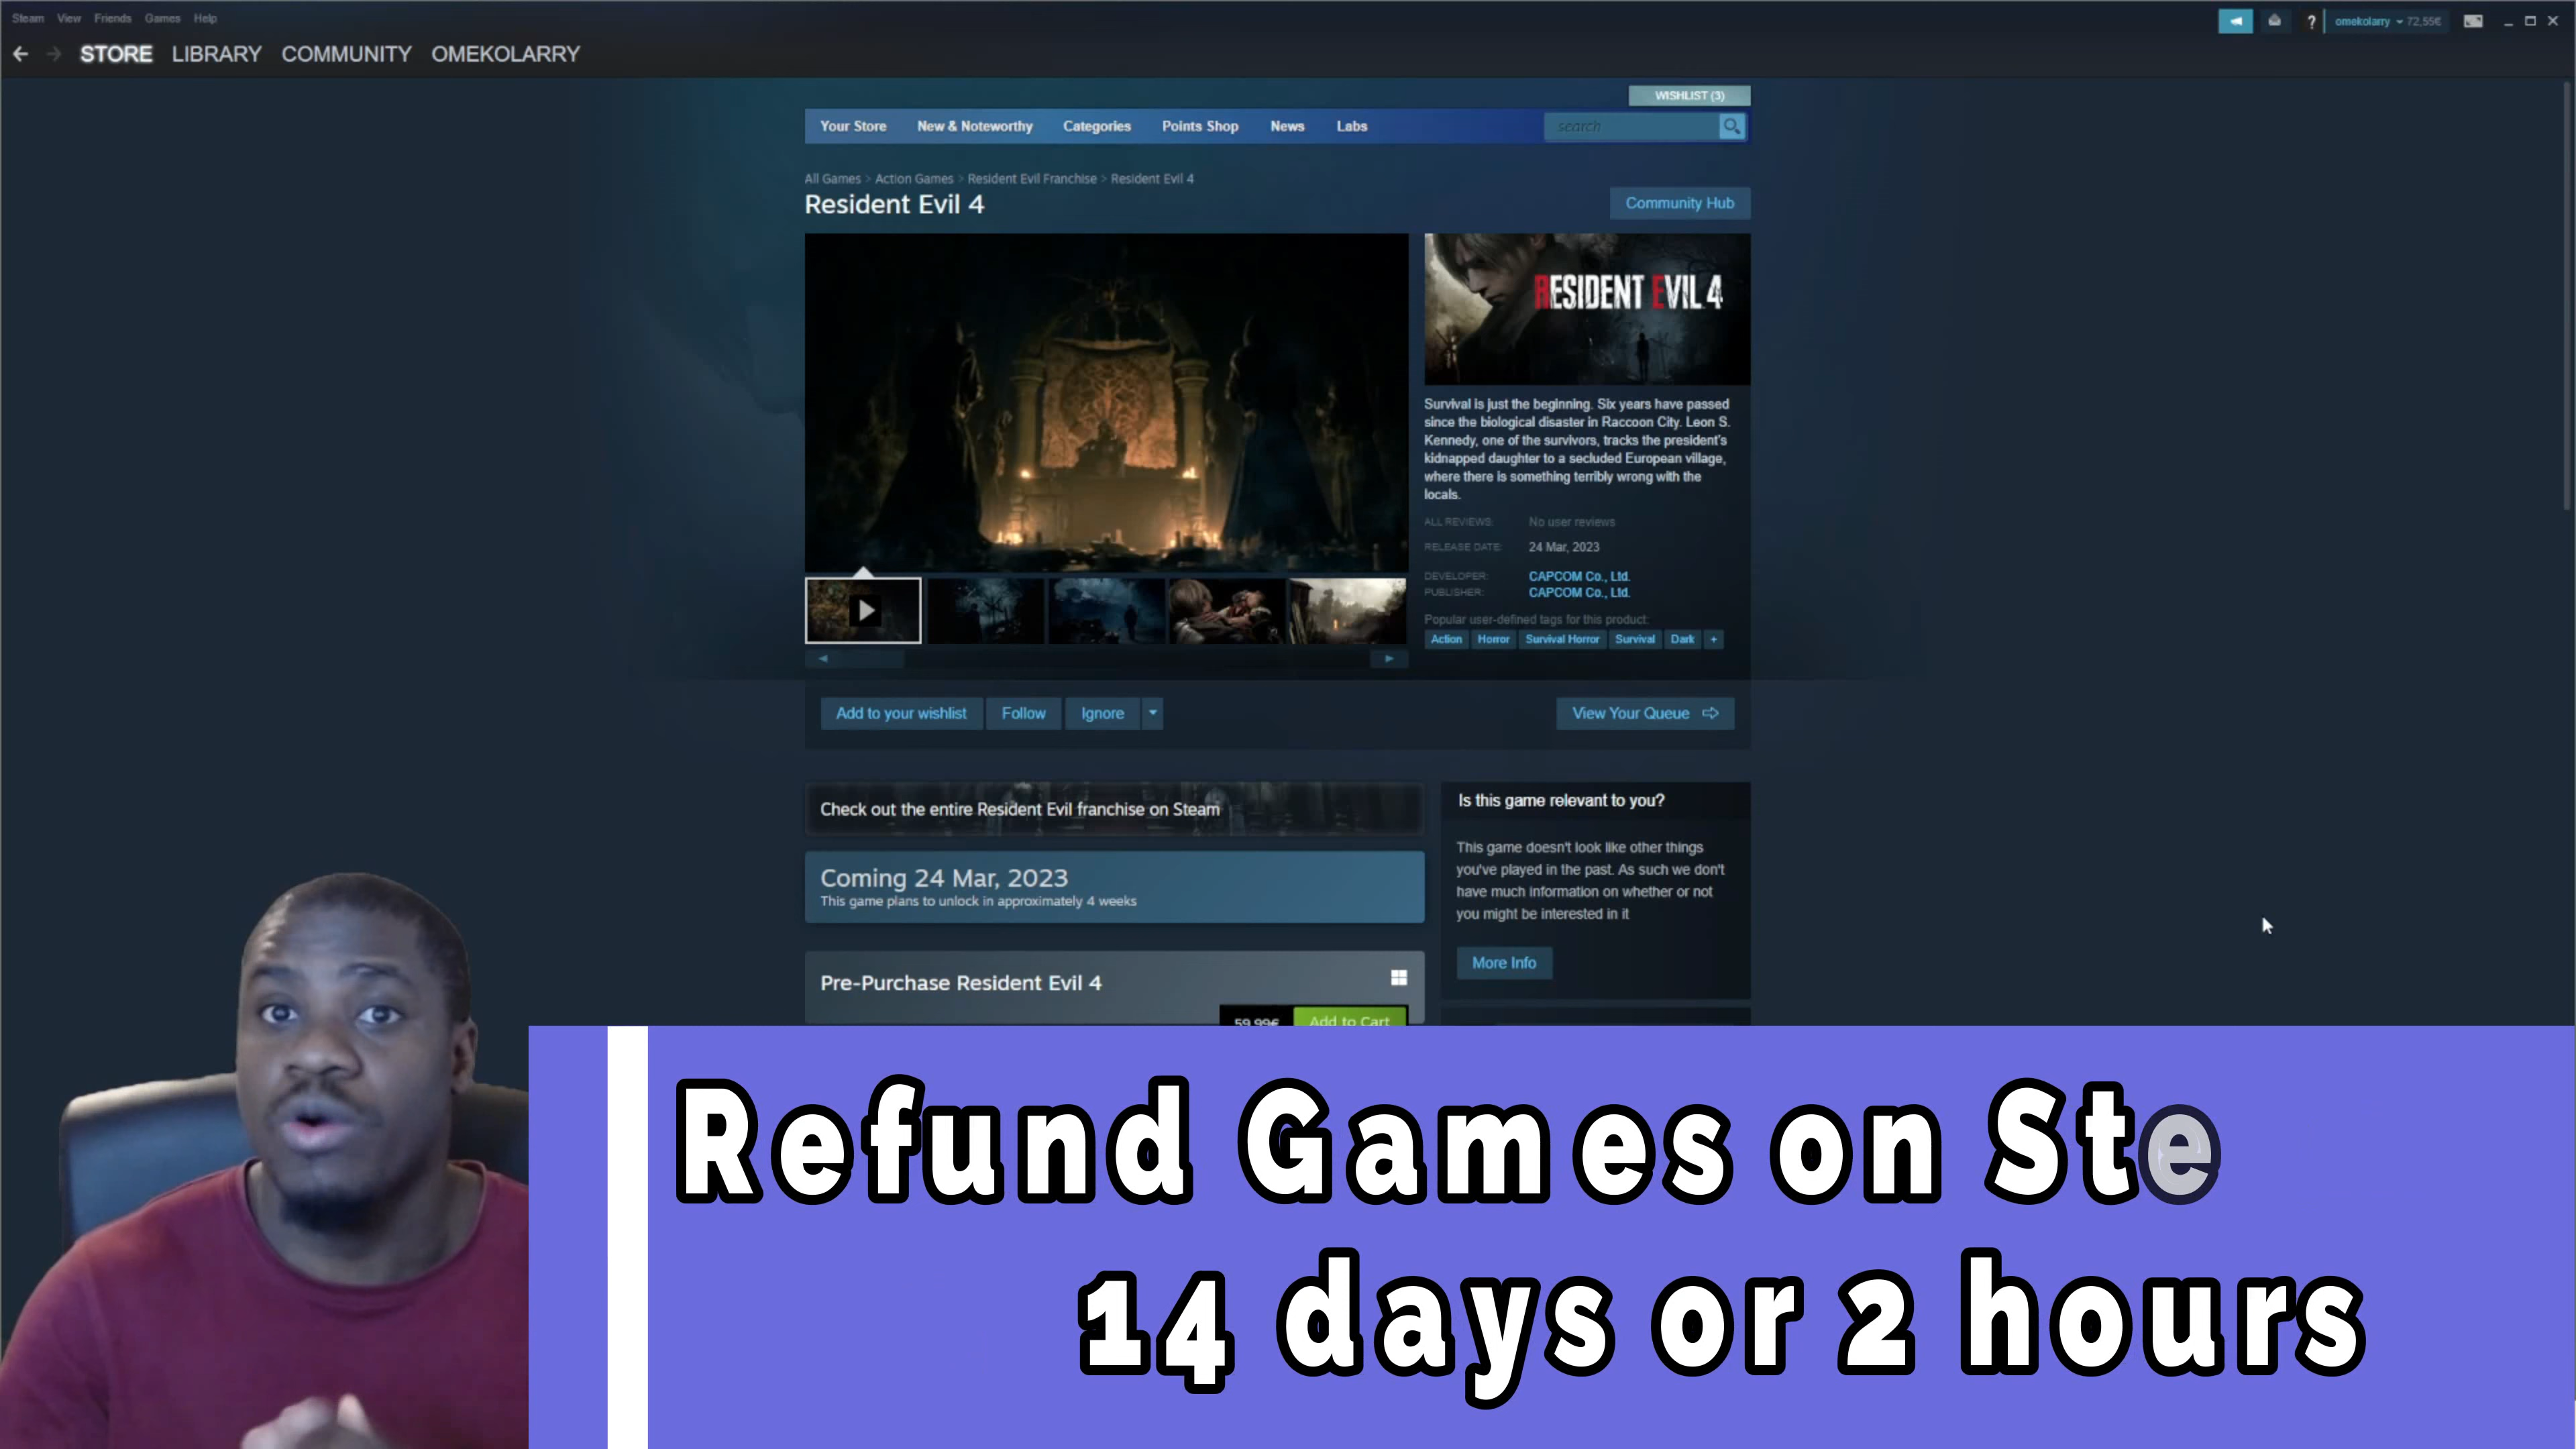 Steam View Friends Games Help
omekolarry 72.55€
STORE LIBRARY COMMUNITY OMEKOLARRY
WISHLIST (3)
Your Store New & Noteworthy Categories Points Shop News Labs search
All Games > Action Games > Resident Evil Franchise > Resident Evil 4
Resident Evil 4
Community Hub
RESIDENT EVIL 4
Survival is just the beginning. Six years have passed
since the biological disaster in Raccoon City. Leon S.
Kennedy, one of the survivors, tracks the president's
kidnapped daughter to a secluded European village,
where there is something terribly wrong with the
locals.
ALL REVIEWS: No user reviews
RELEASE DATE: 24 Mar, 2023
DEVELOPER: CAPCOM Co., Ltd.
PUBLISHER: CAPCOM Co., Ltd.
Popular user-defined tags for this product:
Action Horror Survival Horror Survival Dark +
Add to your wishlist Follow Ignore
View Your Queue
Check out the entire Resident Evil franchise on Steam
Coming 24 Mar, 2023
This game plans to unlock in approximately 4 weeks
Is this game relevant to you?
This game doesn't look like other things
you've played in the past. As such we don't
have much information on whether or not
you might be interested in it
More Info
Pre-Purchase Resident Evil 4
59,99€ Add to Cart
Refund Games on Ste
14 days or 2 hours